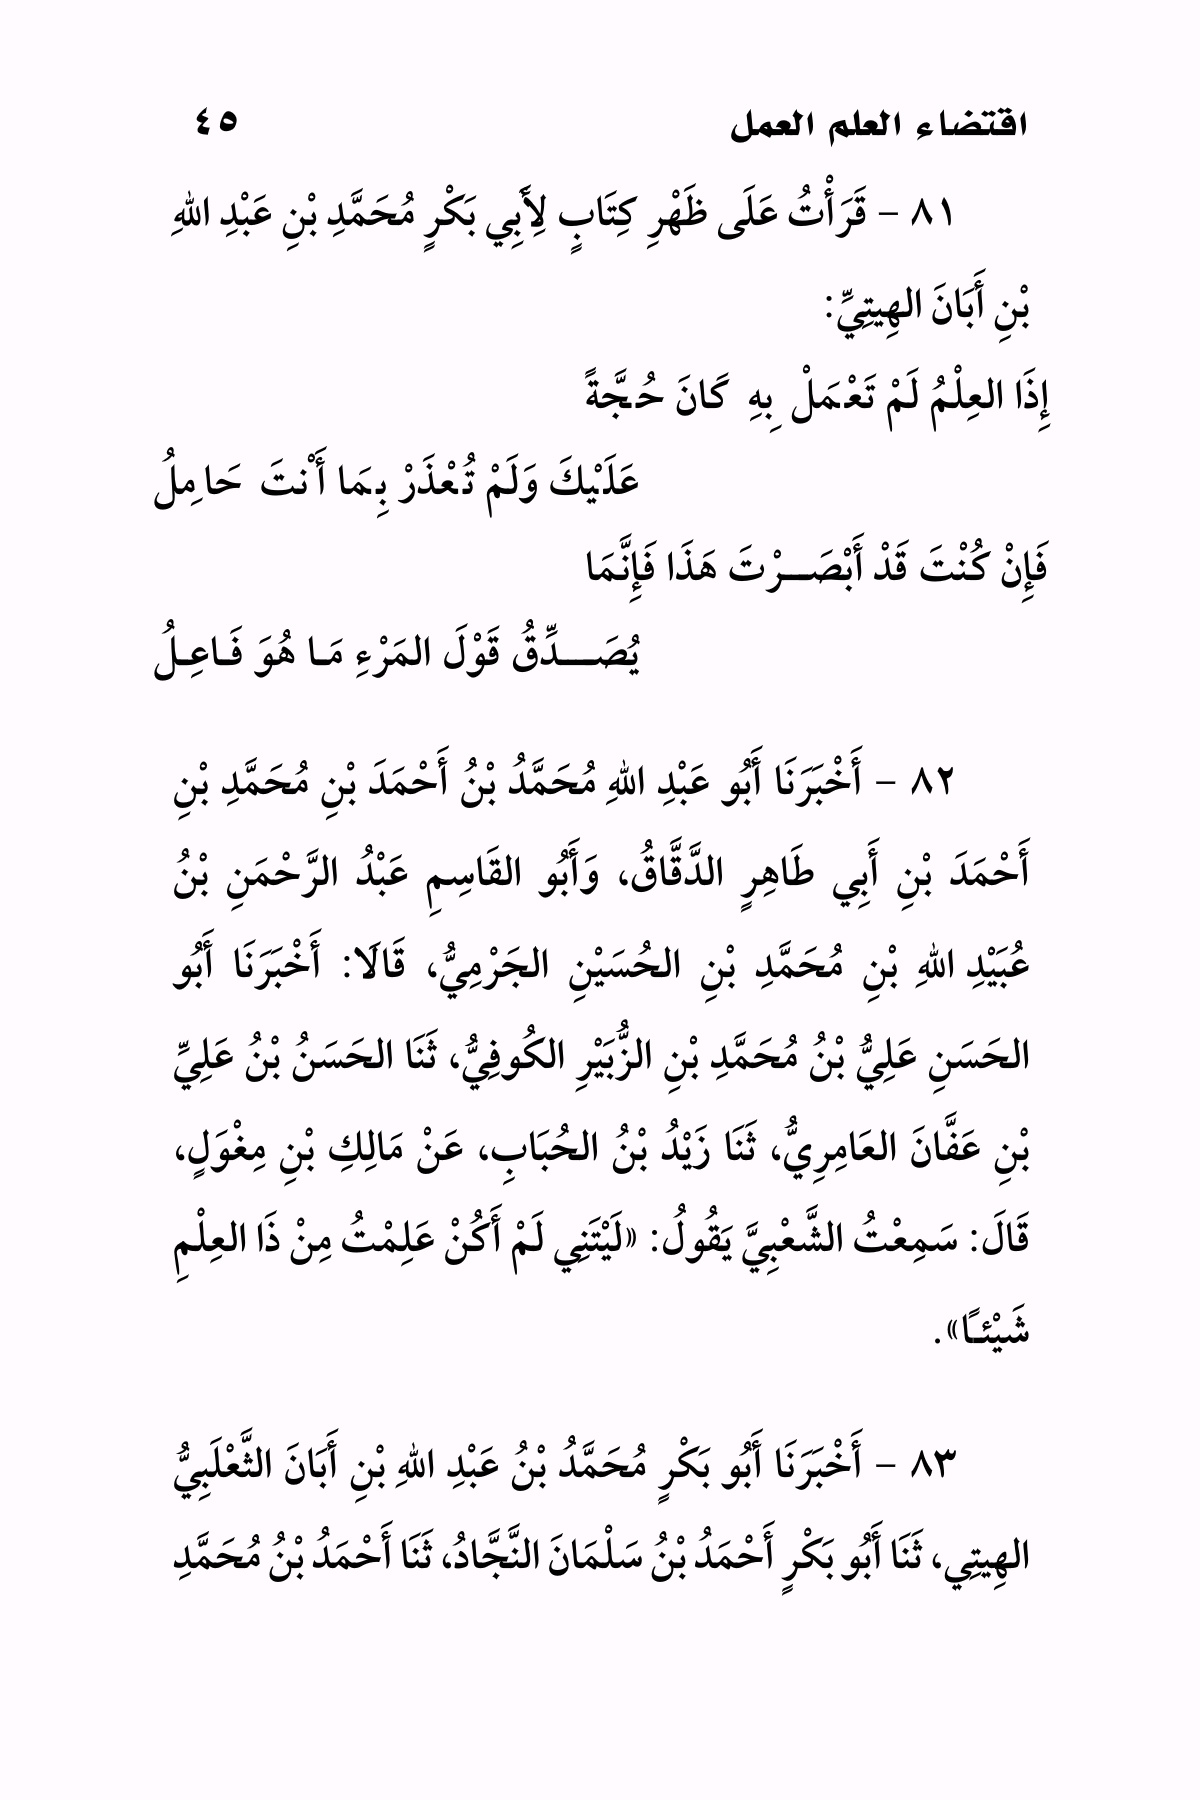 اقتضاء العلم العمل ٤٥
٨١ – قَرَأْتُ عَلَى ظَهْرِ كِتَابٍ لِأَبِي بَكْرٍ مُحَمَّدِ بْنِ عَبْدِ اللهِ
بْنِ أَبَانَ الهِيتِيِّ:
إِذَا العِلْمُ لَمْ تَعْمَلْ بِهِ كَانَ حُجَّةً
عَلَيْكَ وَلَمْ تُعْذَرْ بِمَا أَنْتَ حَامِلُ
فَإِنْ كُنْتَ قَدْ أَبْصَـــرْتَ هَذَا فَإِنَّمَا
يُصَـــدِّقُ قَوْلَ المَرْءِ مَا هُوَ فَاعِلُ
٨٢ – أَخْبَرَنَا أَبُو عَبْدِ اللهِ مُحَمَّدُ بْنُ أَحْمَدَ بْنِ مُحَمَّدِ بْنِ
أَحْمَدَ بْنِ أَبِي طَاهِرٍ الدَّقَّاقُ، وَأَبُو القَاسِمِ عَبْدُ الرَّحْمَنِ بْنُ
عُبَيْدِ اللهِ بْنِ مُحَمَّدِ بْنِ الحُسَيْنِ الجَرْمِيُّ، قَالَا: أَخْبَرَنَا أَبُو
الحَسَنِ عَلِيُّ بْنُ مُحَمَّدِ بْنِ الزُّبَيْرِ الكُوفِيُّ، ثَنَا الحَسَنُ بْنُ عَلِيِّ
بْنِ عَفَّانَ العَامِرِيُّ، ثَنَا زَيْدُ بْنُ الحُبَابِ، عَنْ مَالِكِ بْنِ مِغْوَلٍ،
قَالَ: سَمِعْتُ الشَّعْبِيَّ يَقُولُ: «لَيْتَنِي لَمْ أَكُنْ عَلِمْتُ مِنْ ذَا العِلْمِ
شَيْئًا».
٨٣ – أَخْبَرَنَا أَبُو بَكْرٍ مُحَمَّدُ بْنُ عَبْدِ اللهِ بْنِ أَبَانَ الثَّعْلَبِيُّ
الهِيتِي، ثَنَا أَبُو بَكْرٍ أَحْمَدُ بْنُ سَلْمَانَ النَّجَّادُ، ثَنَا أَحْمَدُ بْنُ مُحَمَّدِ